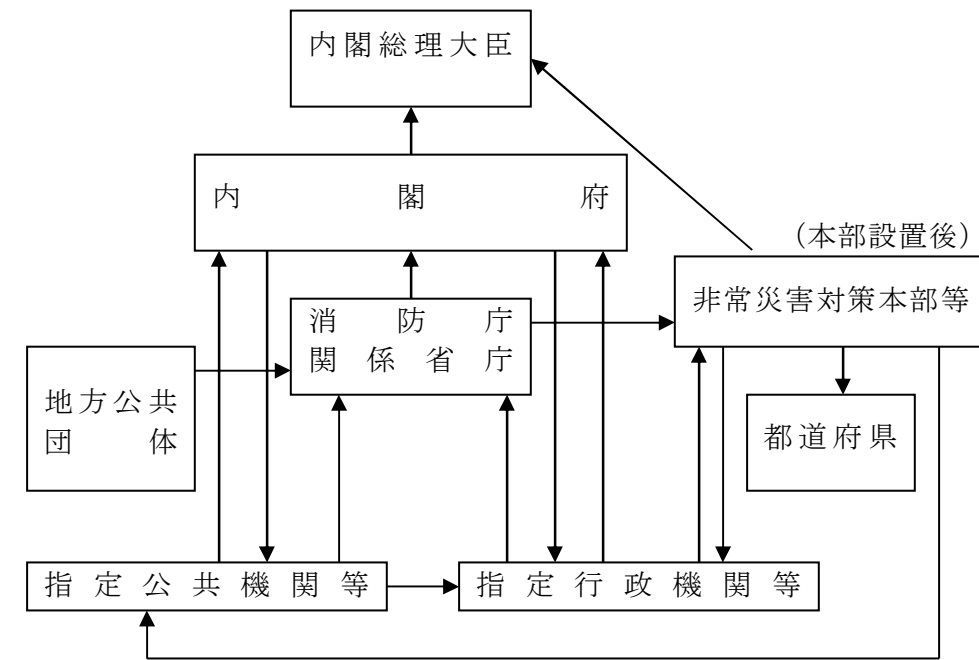 内閣総理大臣
内閣府
（本部設置後）
非常災害対策本部等
消防庁
関係省庁
地方公共
団体
都道府県
指定公共機関等
指定行政機関等